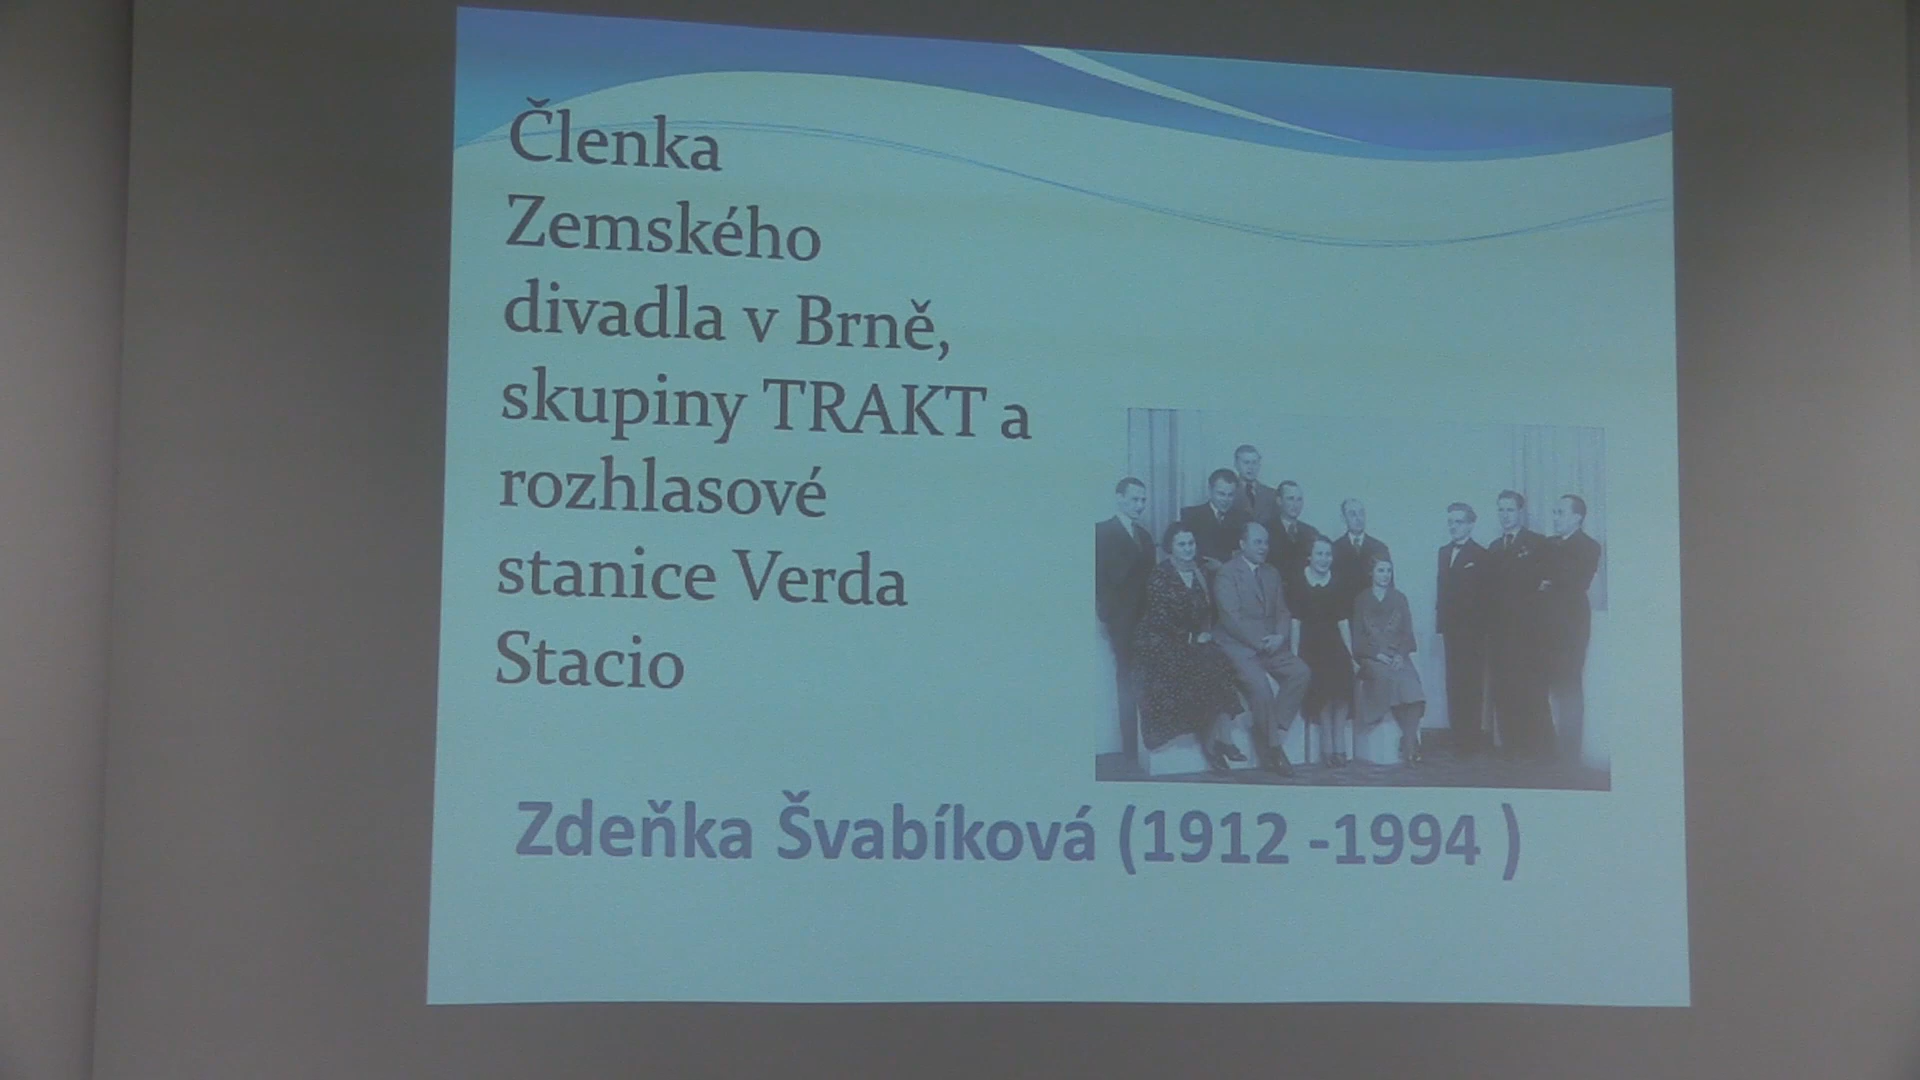 Členka
Zemského
divadla v Brně,
skupiny TRAKT a
rozhlasové
stanice Verda
Stacio
Zdeňka Švabíková (1912 -1994 )